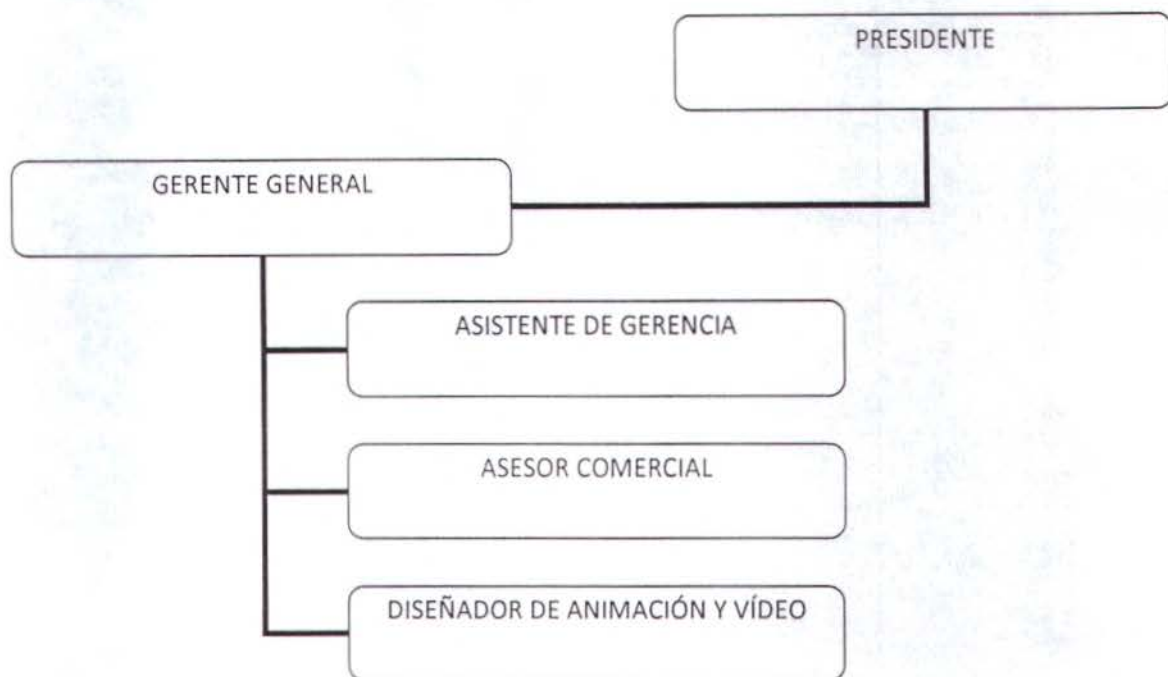 PRESIDENTE
GERENTE GENERAL
ASISTENTE DE GERENCIA
ASESOR COMERCIAL
DISEÑADOR DE ANIMACIÓN Y VÍDEO